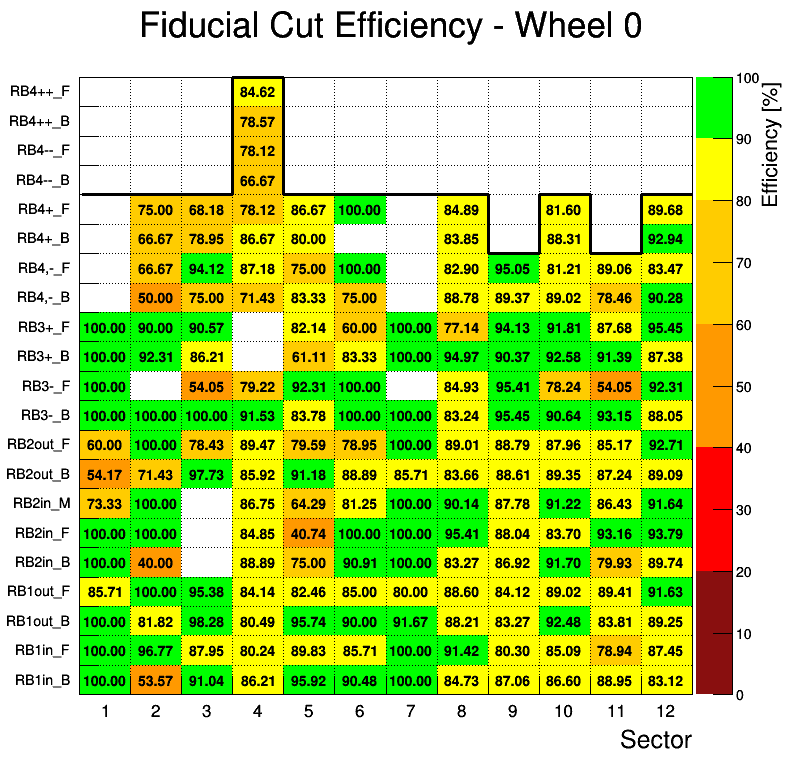 Fiducial Cut Efficiency - Wheel 0
RB4++_F 84.62
RB4++_B 78.57
RB4--_F 78.12
RB4--_B 66.67
RB4+_F 75.00 68.18 78.12 86.67 100.00 84.89 81.60 89.68
RB4+_B 66.67 78.95 86.67 80.00 83.85 88.31 92.94
RB4,-_F 66.67 94.12 87.18 75.00 100.00 82.90 95.05 81.21 89.06 83.47
RB4,-_B 50.00 75.00 71.43 83.33 75.00 88.78 89.37 89.02 78.46 90.28
RB3+_F 100.00 90.00 90.57 82.14 60.00 100.00 77.14 94.13 91.81 87.68 95.45
RB3+_B 100.00 92.31 86.21 61.11 83.33 100.00 94.97 90.37 92.58 91.39 87.38
RB3-_F 100.00 54.05 79.22 92.31 100.00 84.93 95.41 78.24 54.05 92.31
RB3-_B 100.00 100.00 100.00 91.53 83.78 100.00 100.00 83.24 95.45 90.64 93.15 88.05
RB2out_F 60.00 100.00 78.43 89.47 79.59 78.95 100.00 89.01 88.79 87.96 85.17 92.71
RB2out_B 54.17 71.43 97.73 85.92 91.18 88.89 85.71 83.66 88.61 89.35 87.24 89.09
RB2in_M 73.33 100.00 86.75 64.29 81.25 100.00 90.14 87.78 91.22 86.43 91.64
RB2in_F 100.00 100.00 84.85 40.74 100.00 100.00 95.41 88.04 83.70 93.16 93.79
RB2in_B 100.00 40.00 88.89 75.00 90.91 100.00 83.27 86.92 91.70 79.93 89.74
RB1out_F 85.71 100.00 95.38 84.14 82.46 85.00 80.00 88.60 84.12 89.02 89.41 91.63
RB1out_B 100.00 81.82 98.28 80.49 95.74 90.00 91.67 88.21 83.27 92.48 83.81 89.25
RB1in_F 100.00 96.77 87.95 80.24 89.83 85.71 100.00 91.42 80.30 85.09 78.94 87.45
RB1in_B 100.00 53.57 91.04 86.21 95.92 90.48 100.00 84.73 87.06 86.60 88.95 83.12
1 2 3 4 5 6 7 8 9 10 11 12
Sector
100
90
80
70
60
50
40
30
20
10
0
Efficiency [%]